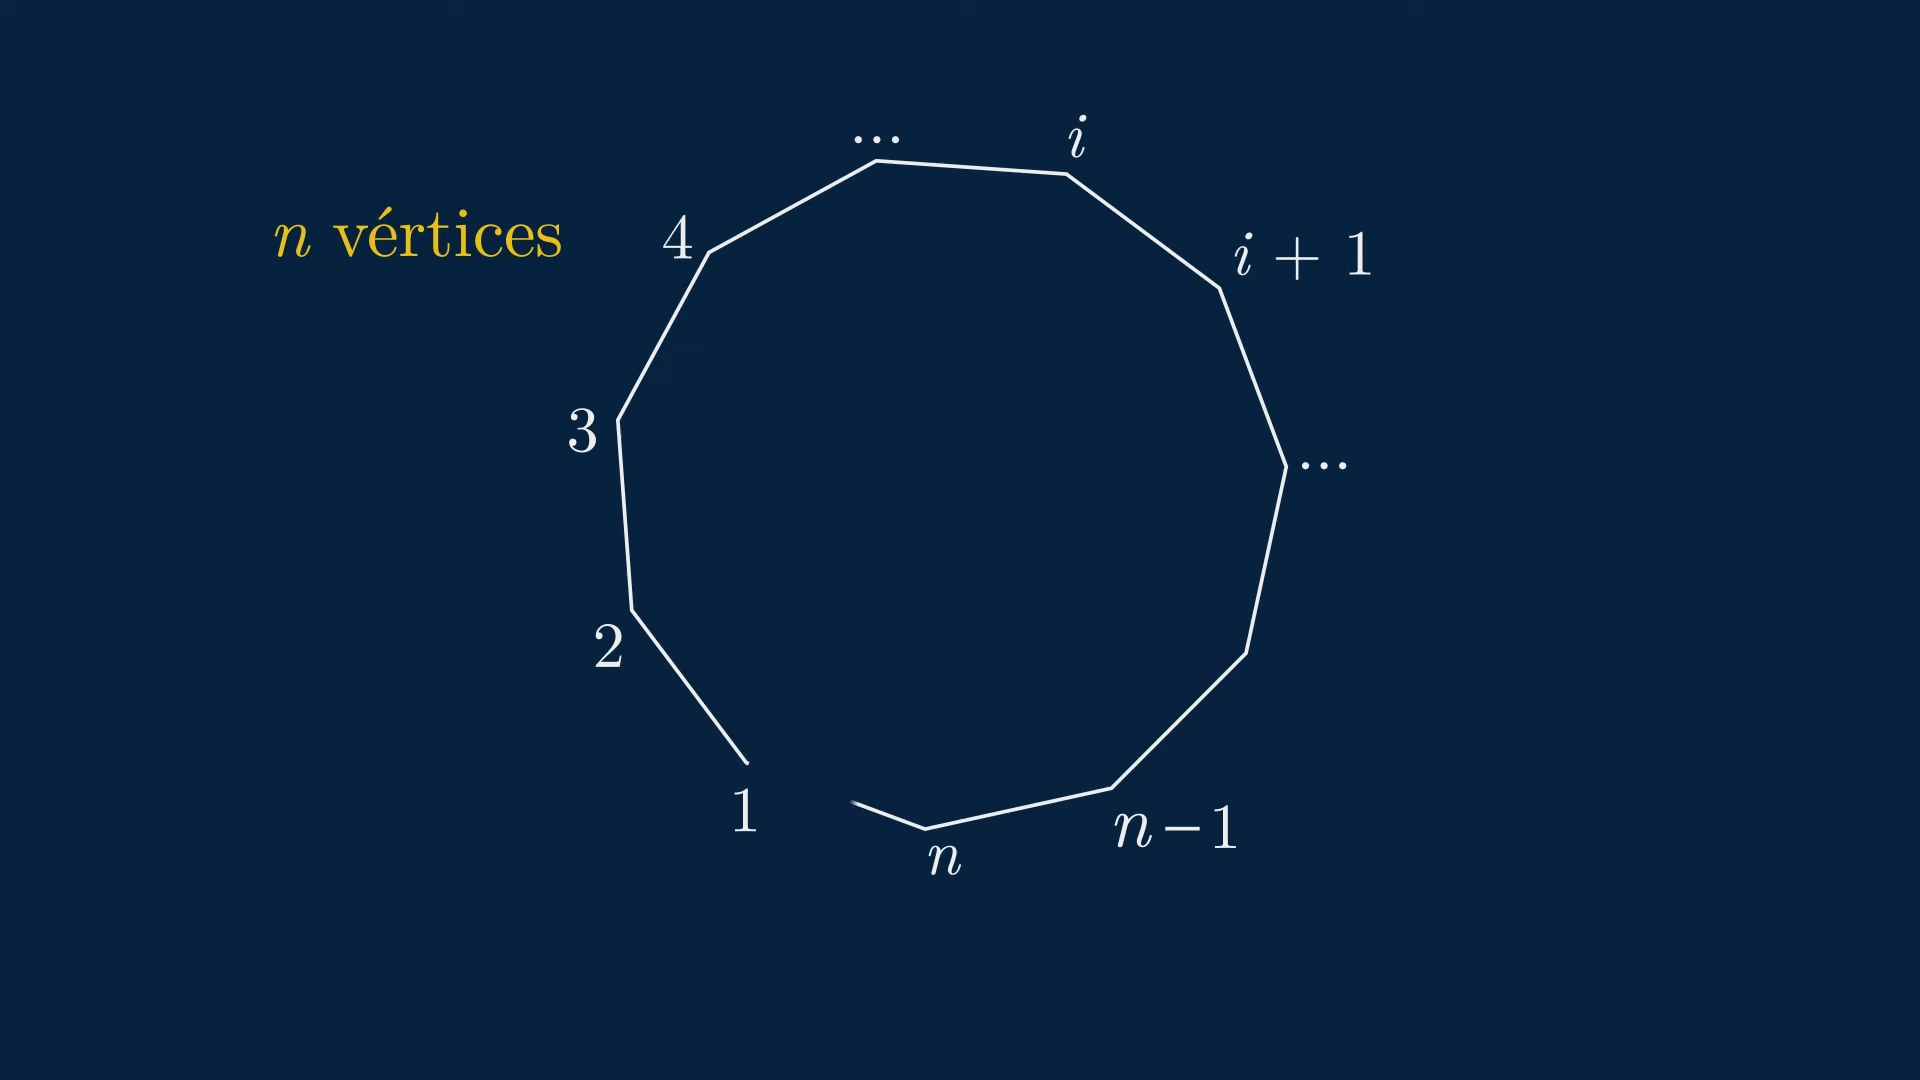 ...
i
n vértices
4
i + 1
3
...
2
1
n – 1
n